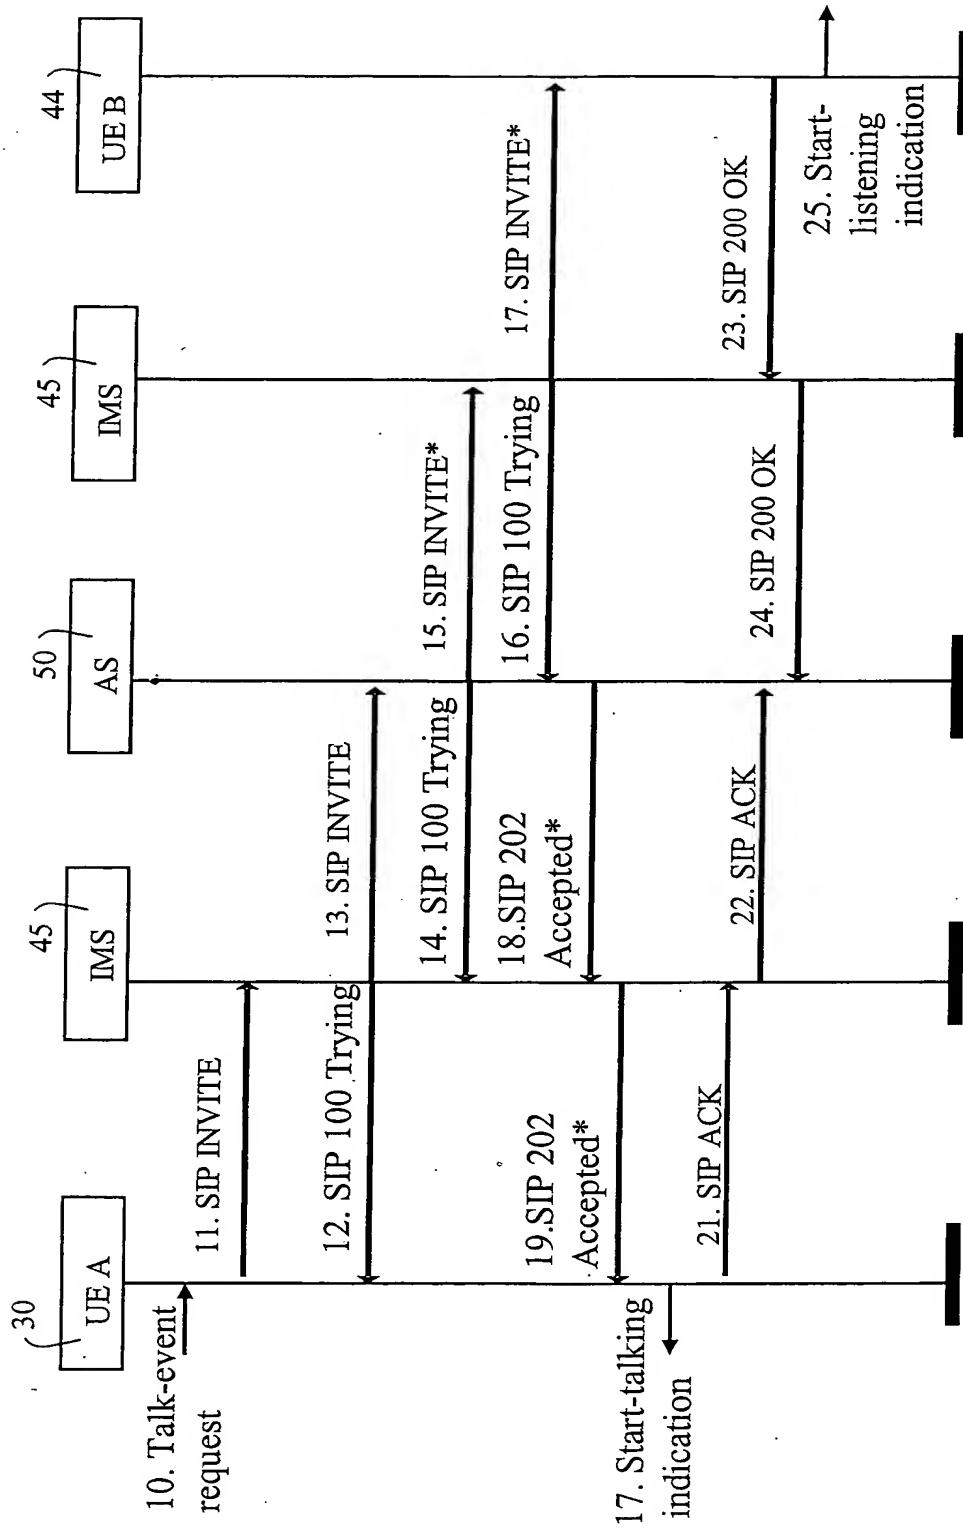 30
UE A
45
IMS
50
AS
45
IMS
44
UE B
10. Talk-event
request
11. SIP INVITE
12. SIP 100 Trying
13. SIP INVITE
14. SIP 100 Trying
15. SIP INVITE*
16. SIP 100 Trying
17. SIP INVITE*
18.SIP 202
Accepted*
19.SIP 202
Accepted*
17. Start-talking
indication
21. SIP ACK
22. SIP ACK
23. SIP 200 OK
24. SIP 200 OK
25. Start-
listening
indication